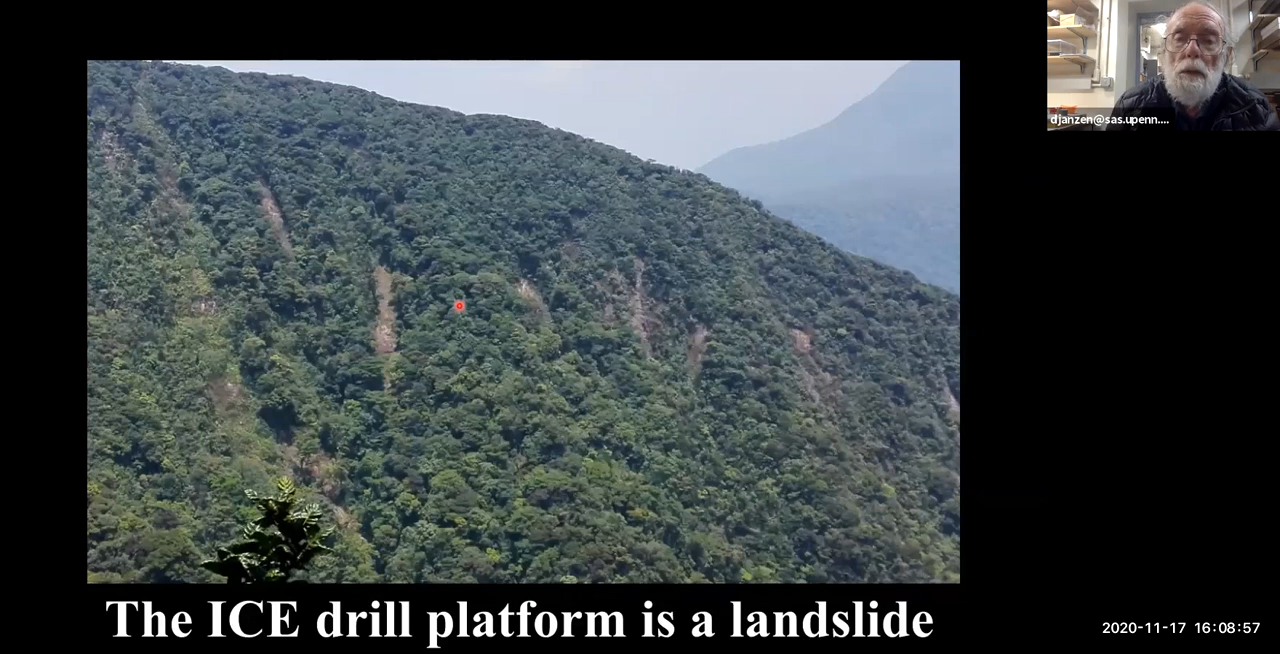 djanzen@sas.upenn....
The ICE drill platform is a landslide
2020-11-17 16:08:57